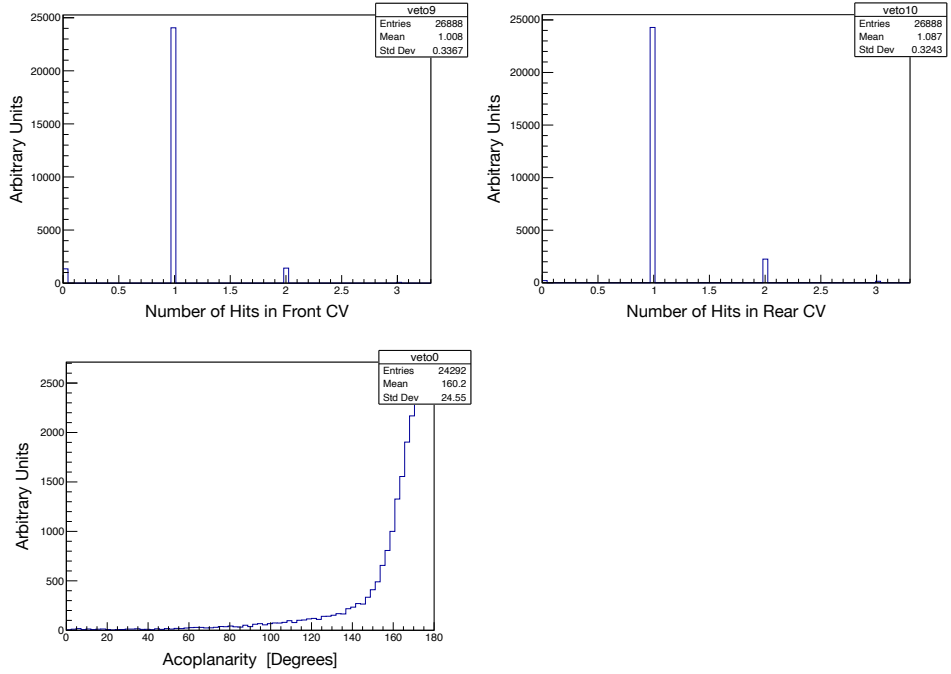 veto9
Entries 26888
Mean 1.008
Std Dev 0.3367
25000
20000
15000
10000
5000
0
Arbitrary Units
0 0.5 1 1.5 2 2.5 3
Number of Hits in Front CV
veto10
Entries 26888
Mean 1.087
Std Dev 0.3243
25000
20000
15000
10000
5000
0
Arbitrary Units
0 0.5 1 1.5 2 2.5 3
Number of Hits in Rear CV
veto0
Entries 24292
Mean 160.2
Std Dev 24.55
2500
2000
1500
1000
500
0
Arbitrary Units
0 20 40 60 80 100 120 140 160 180
Acoplanarity [Degrees]